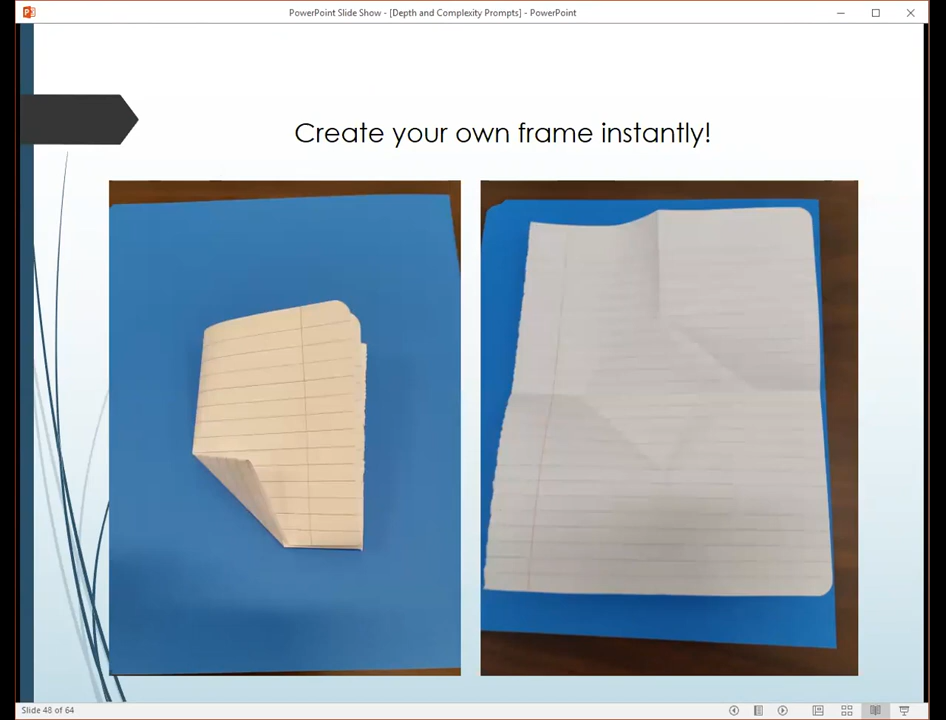 PowerPoint Slide Show - [Depth and Complexity Prompts] - PowerPoint
Create your own frame instantly!
Slide 48 of 64